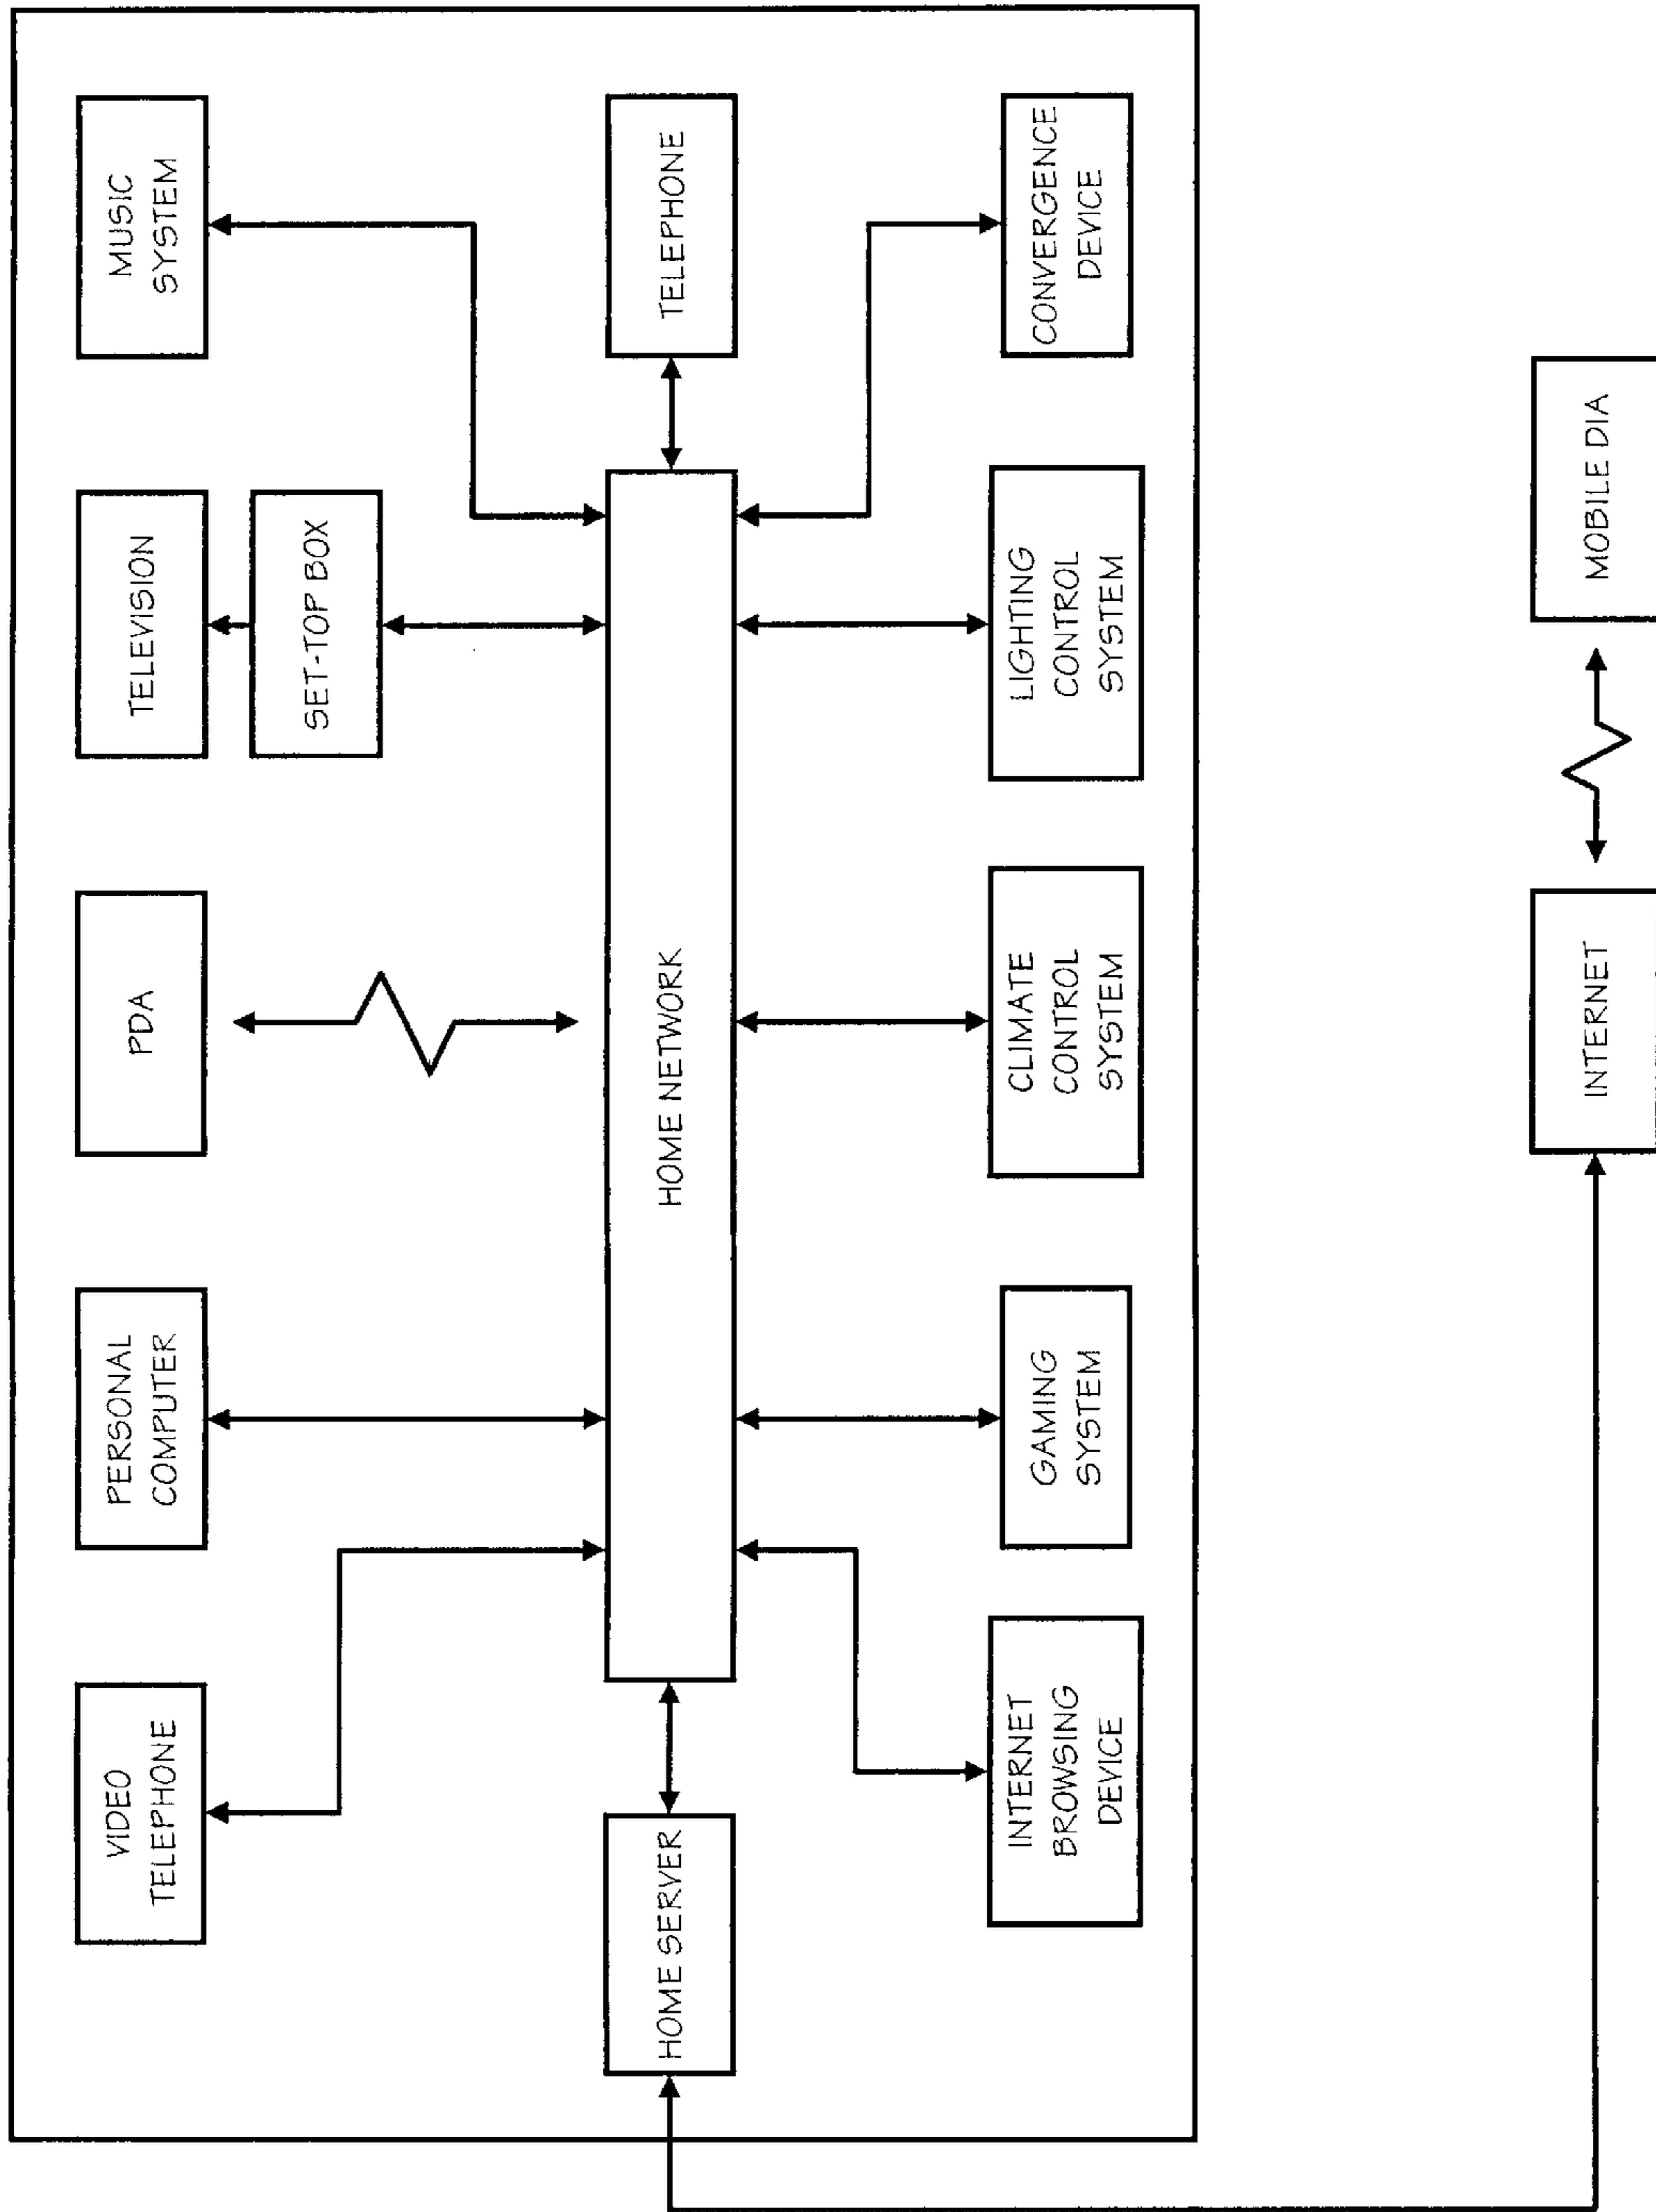 VIDEO
TELEPHONE
PERSONAL
COMPUTER
PDA
TELEVISION
SET-TOP BOX
MUSIC
SYSTEM
HOME SERVER
HOME NETWORK
TELEPHONE
INTERNET
BROWSING
DEVICE
GAMING
SYSTEM
CLIMATE
CONTROL
SYSTEM
LIGHTING
CONTROL
SYSTEM
CONVERGENCE
DEVICE
INTERNET
MOBILE DIA